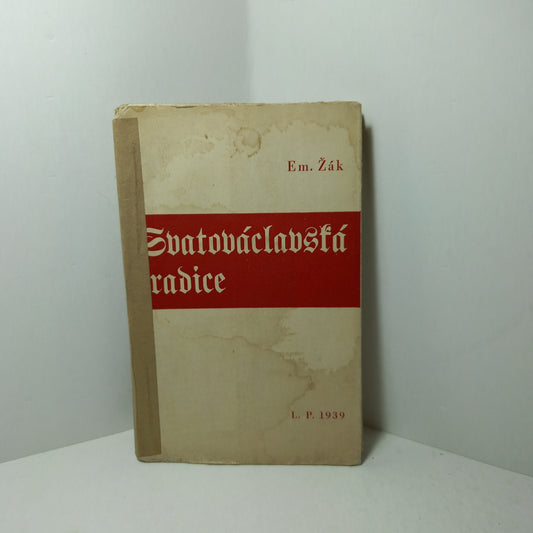 Em. Žák
Svatováclavská
radice
L. P. 1939